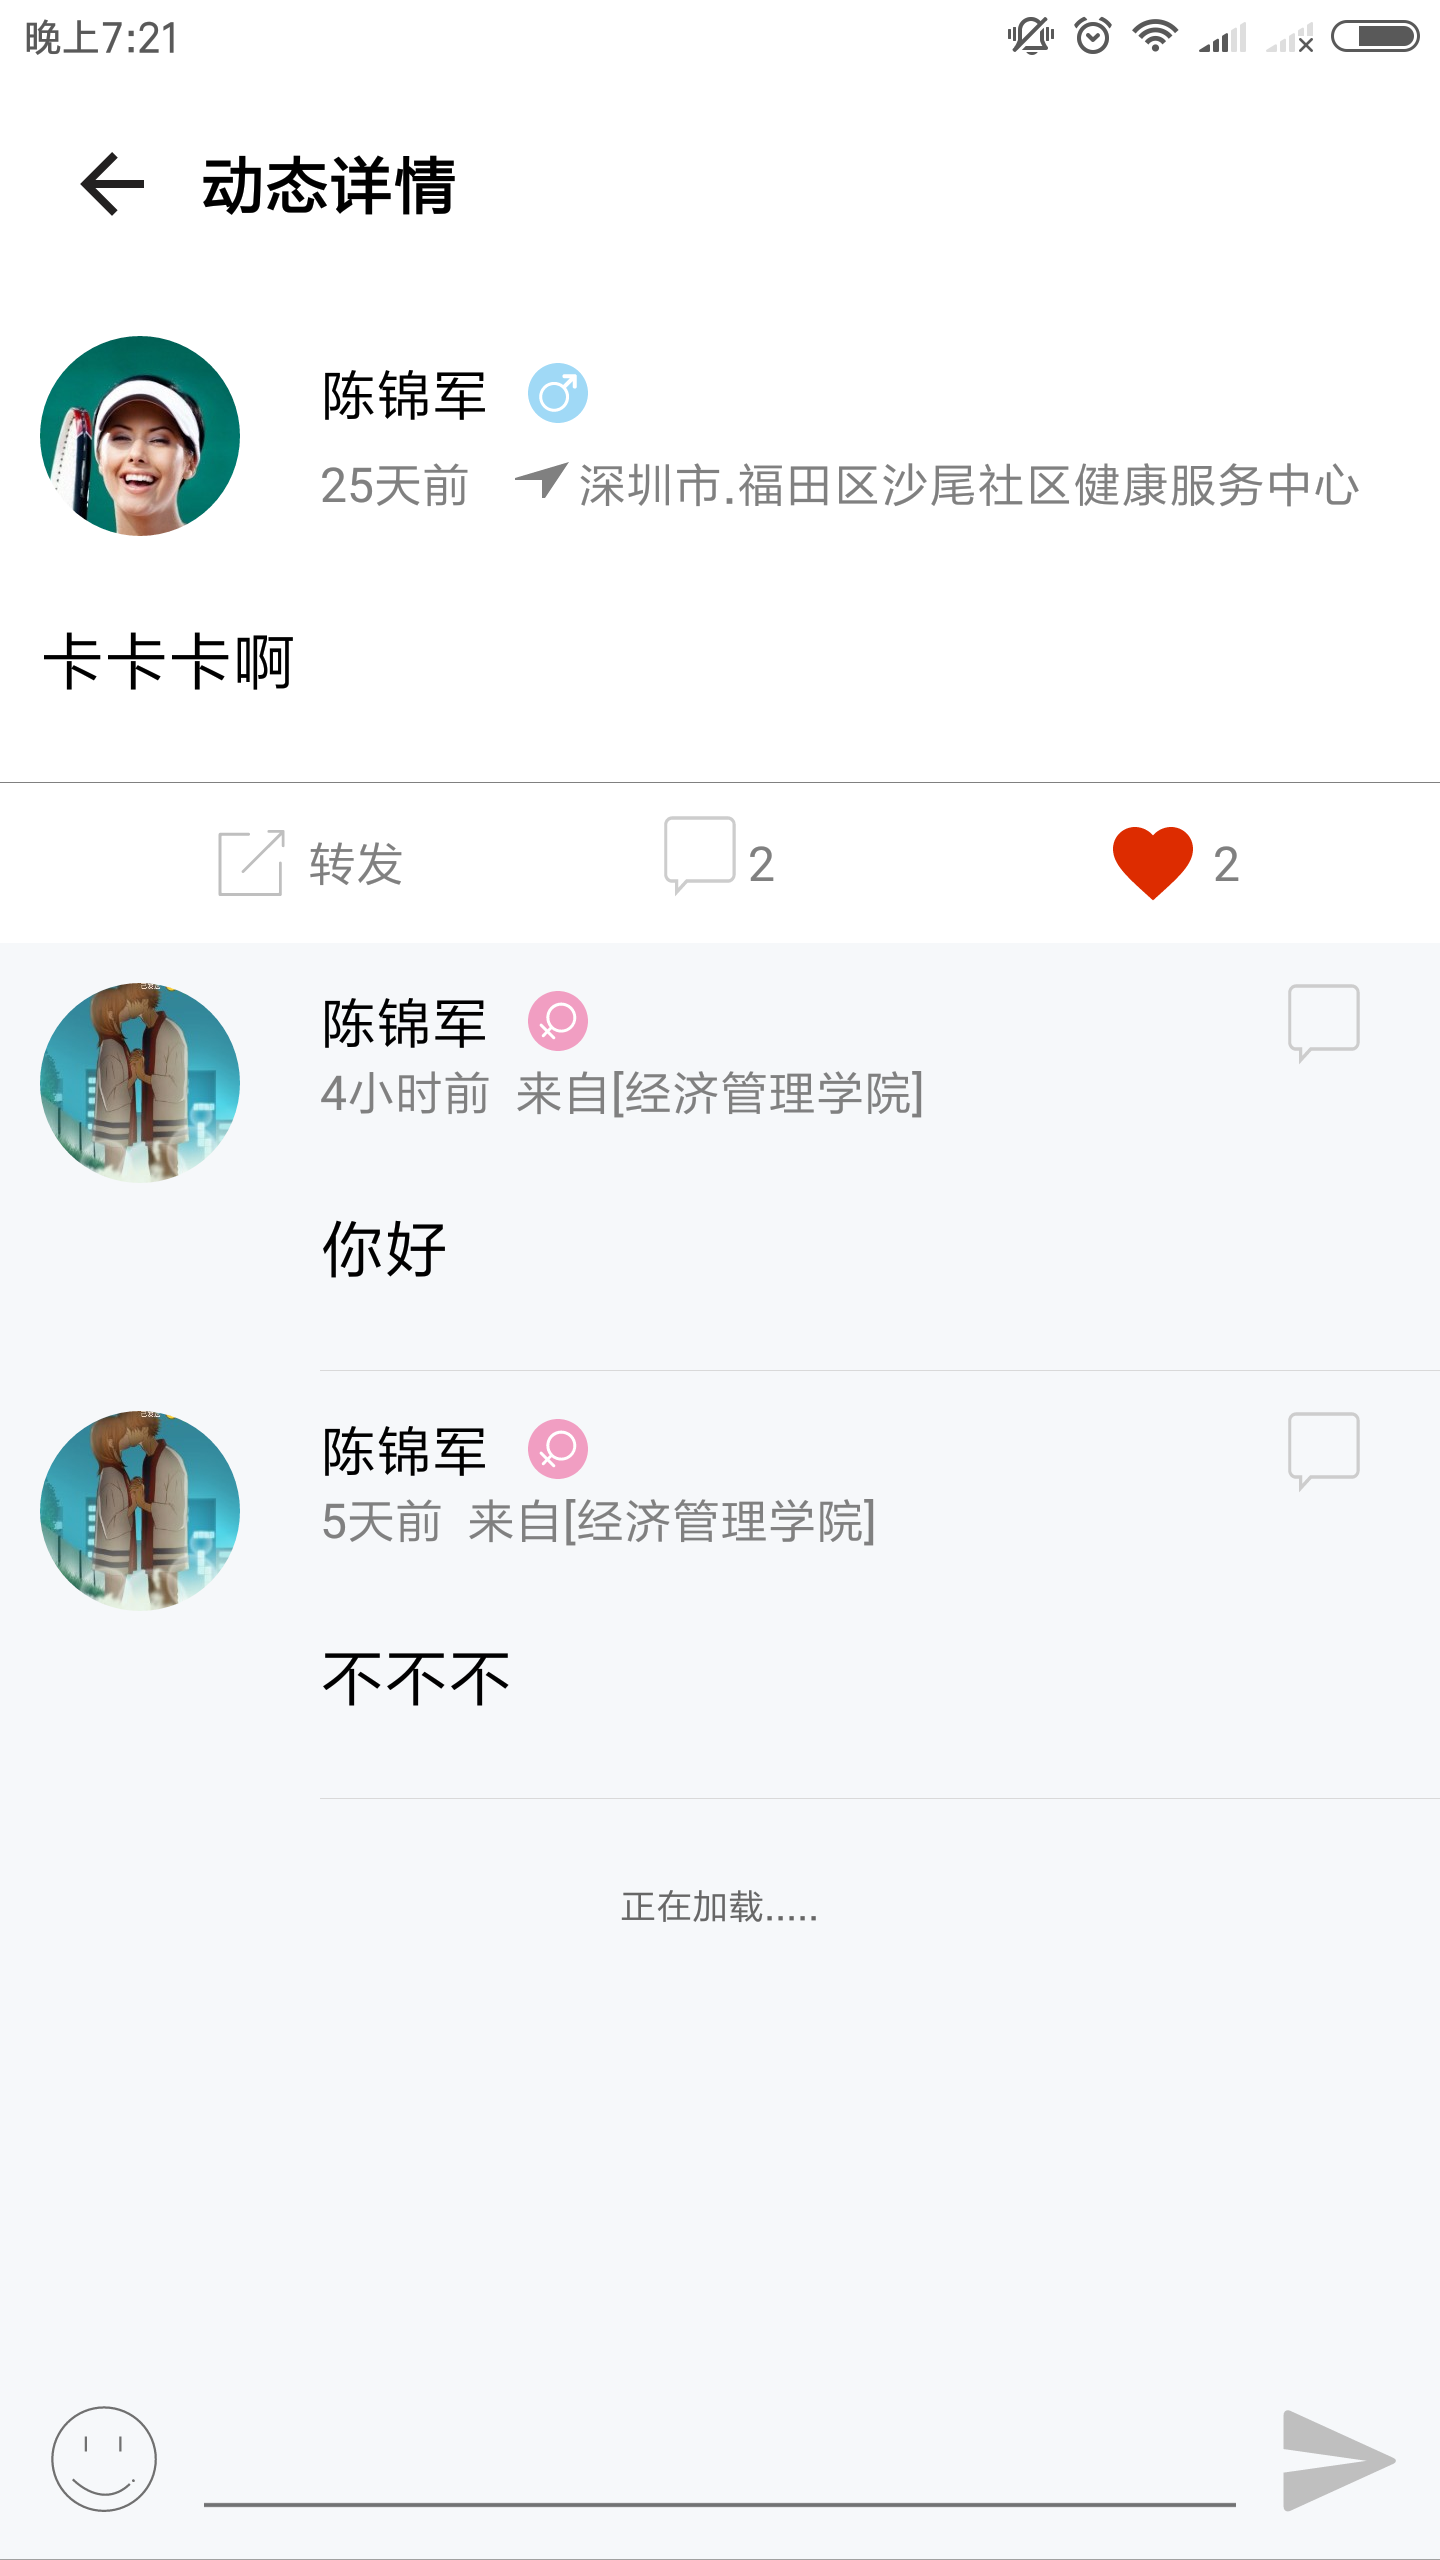 晚上7:21
动态详情
陈锦军
25天前 深圳市.福田区沙尾社区健康服务中心
卡卡卡啊
转发 2 2
陈锦军
4小时前 来自[经济管理学院]
你好
陈锦军
5天前 来自[经济管理学院]
不不不
正在加载.....